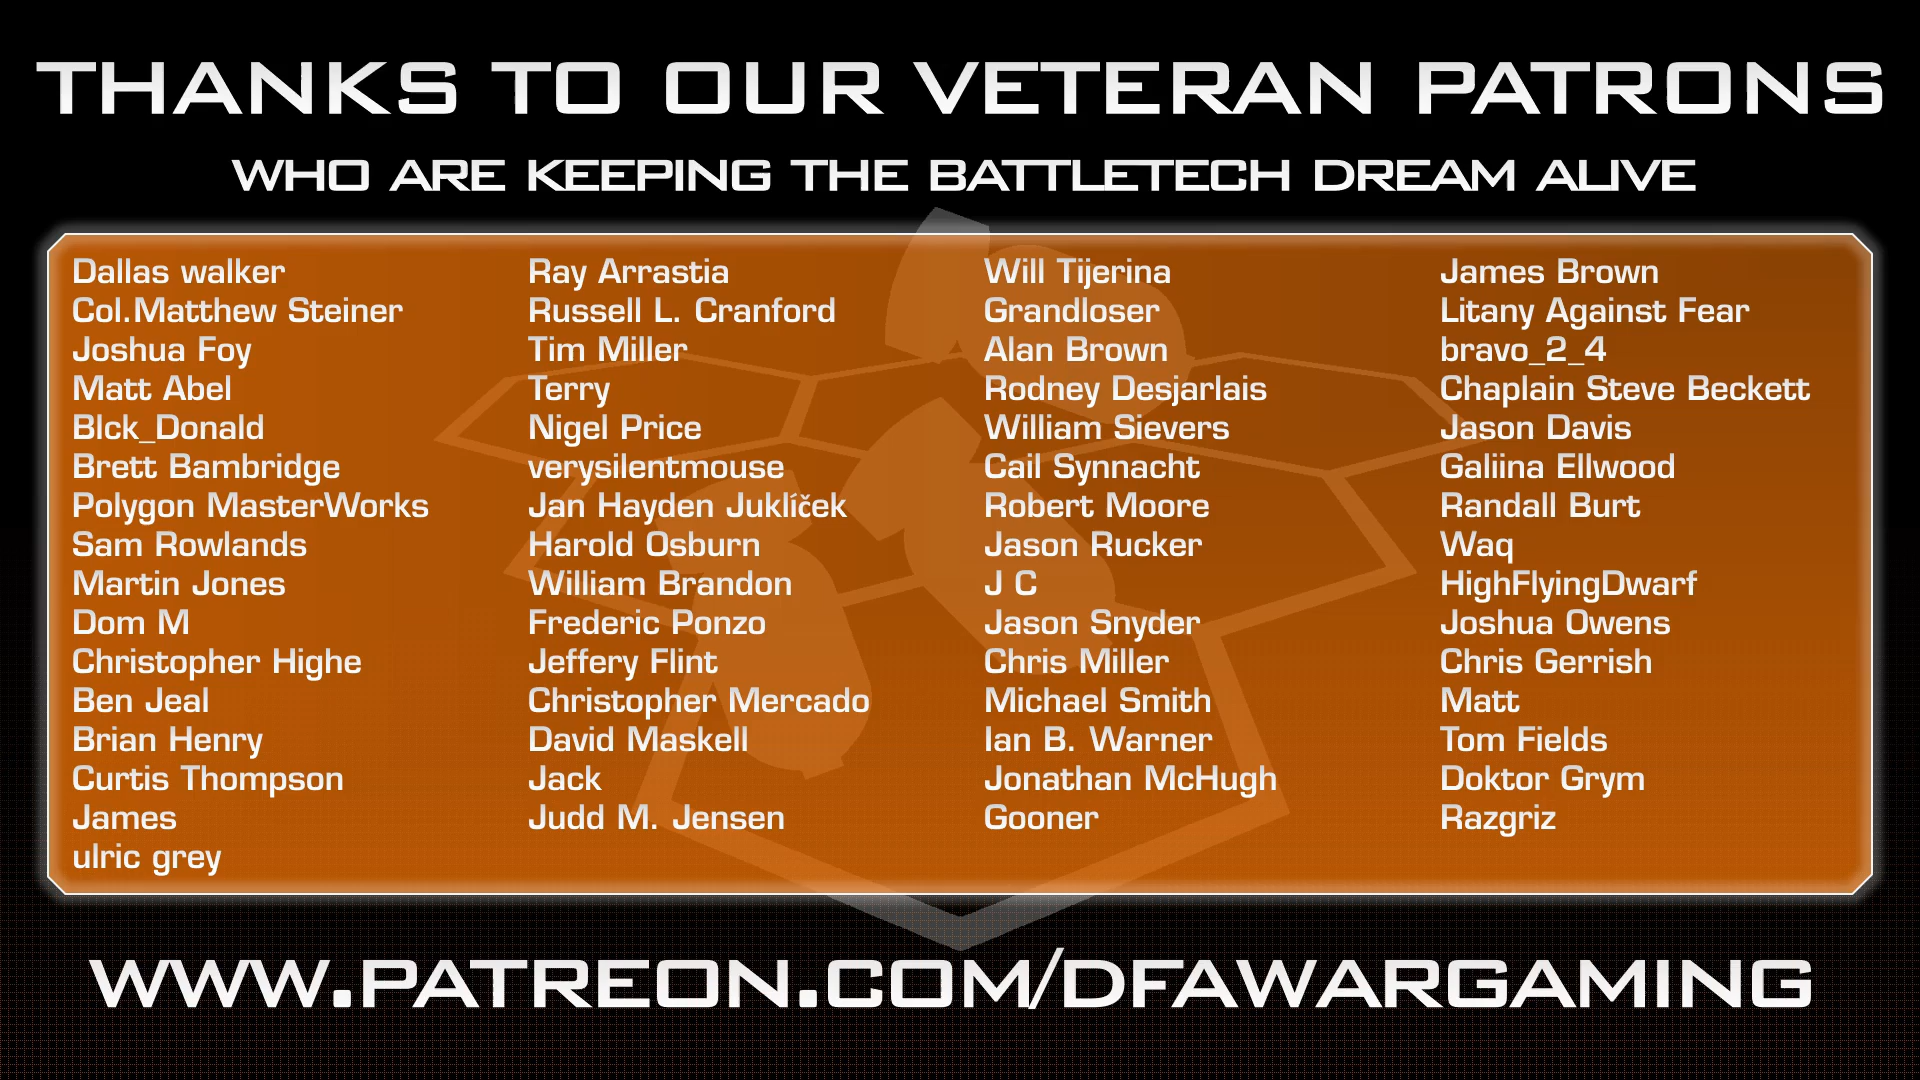 THANKS TO OUR VETERAN PATRONS
WHO ARE KEEPING THE BATTLETECH DREAM ALIVE
Dallas walker
Col.Matthew Steiner
Joshua Foy
Matt Abel
Blck_Donald
Brett Bambridge
Polygon MasterWorks
Sam Rowlands
Martin Jones
Dom M
Christopher Highe
Ben Jeal
Brian Henry
Curtis Thompson
James
ulric grey
Ray Arrastia
Russell L. Cranford
Tim Miller
Terry
Nigel Price
verysilentmouse
Jan Hayden Juklíček
Harold Osburn
William Brandon
Frederic Ponzo
Jeffery Flint
Christopher Mercado
David Maskell
Jack
Judd M. Jensen
Will Tijerina
Grandloser
Alan Brown
Rodney Desjarlais
William Sievers
Cail Synnacht
Robert Moore
Jason Rucker
J C
Jason Snyder
Chris Miller
Michael Smith
Ian B. Warner
Jonathan McHugh
Gooner
James Brown
Litany Against Fear
bravo_2_4
Chaplain Steve Beckett
Jason Davis
Galiina Ellwood
Randall Burt
Waq
HighFlyingDwarf
Joshua Owens
Chris Gerrish
Matt
Tom Fields
Doktor Grym
Razgriz
WWW.PATREON.COM/DFAWARGAMING